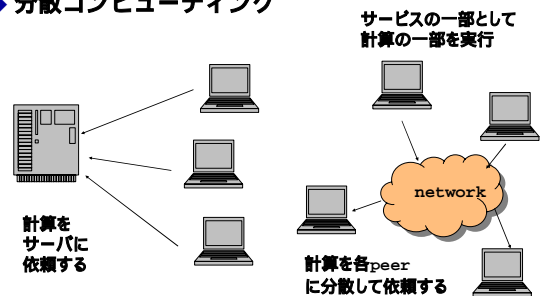 分散コンピューティング
サービスの一部として
計算の一部を実行
network
計算を
サーバに
依頼する
計算を各peer
に分散して依頼する